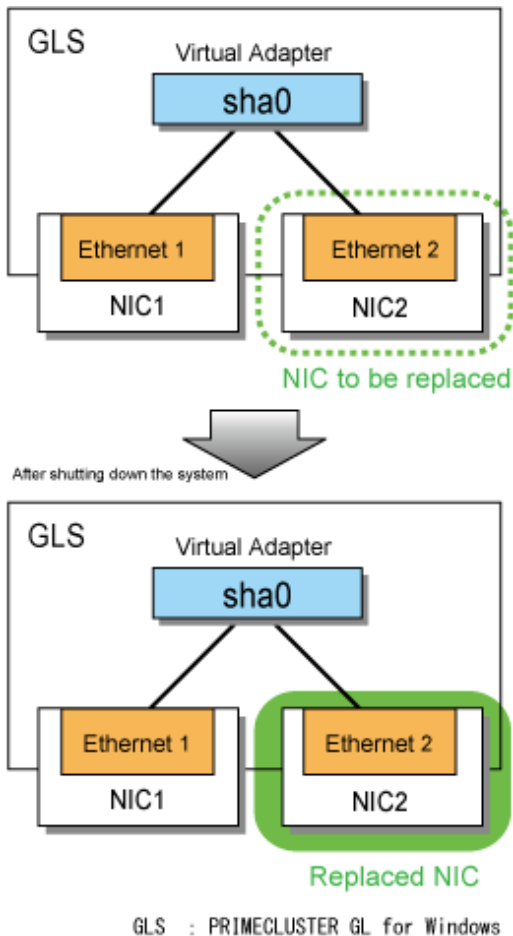 GLS
Virtual Adapter
sha0
Ethernet 1
Ethernet 2
NIC1
NIC2
NIC to be replaced
After shutting down the system
GLS
Virtual Adapter
sha0
Ethernet 1
Ethernet 2
NIC1
NIC2
Replaced NIC
GLS : PRIMECLUSTER GL for Windows